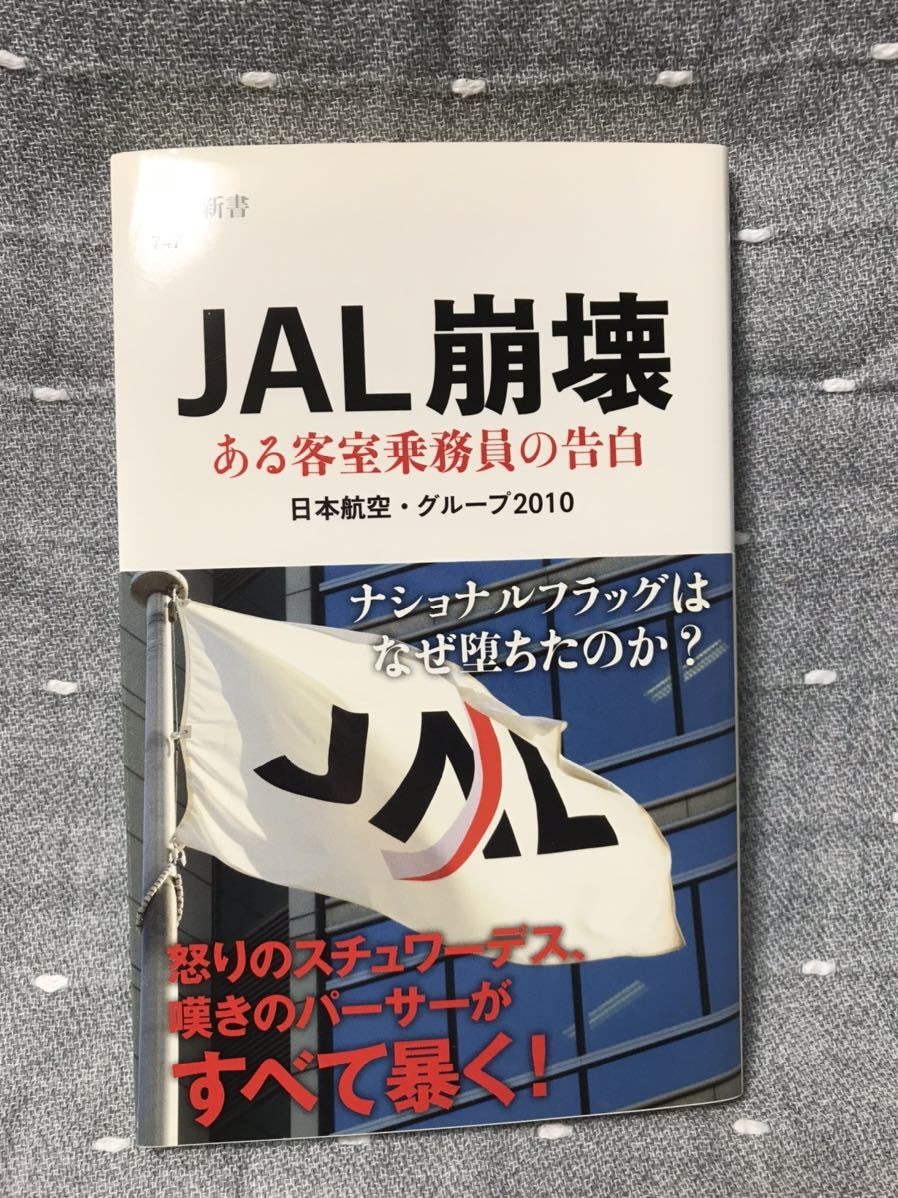 新書
747
JAL崩壊
ある客室乗務員の告白
日本航空・グループ2010
ナショナルフラッグは
なぜ堕ちたのか?
JAL
怒りのスチュワーデス、
嘆きのパーサーが
すべて暴く!